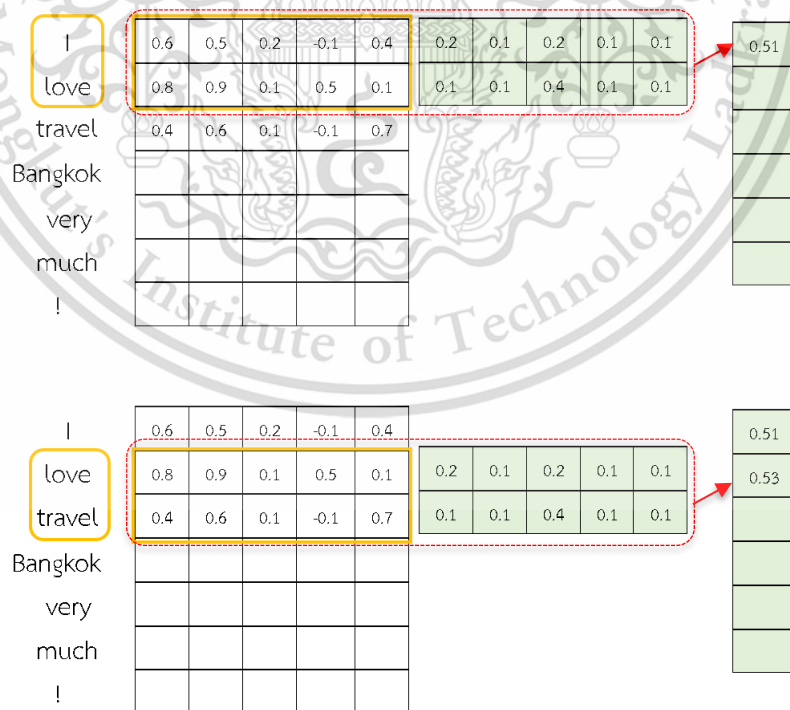 I 0.6 0.5 0.2 -0.1 0.4 0.2 0.1 0.2 0.1 0.1 0.51
love 0.8 0.9 0.1 0.5 0.1 0.1 0.1 0.4 0.1 0.1
travel 0.4 0.6 0.1 -0.1 0.7
Bangkok
very
much
!
Institute of Technology
I 0.6 0.5 0.2 -0.1 0.4 0.51
love 0.8 0.9 0.1 0.5 0.1 0.2 0.1 0.2 0.1 0.1 0.53
travel 0.4 0.6 0.1 -0.1 0.7 0.1 0.1 0.4 0.1 0.1
Bangkok
very
much
!